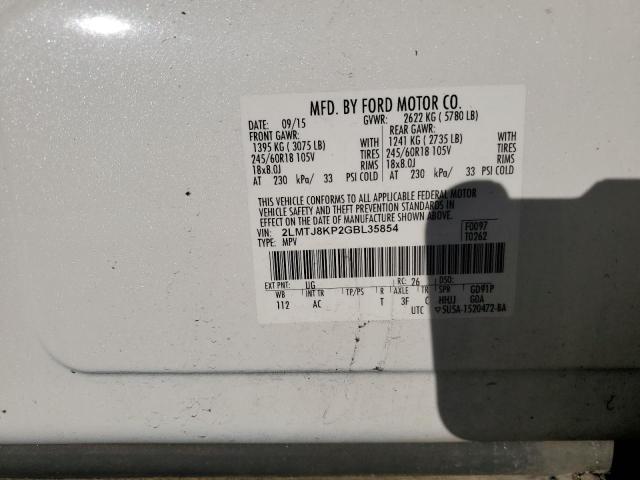 MFD. BY FORD MOTOR CO.
DATE: 09/15 GVWR: 2622 KG ( 5780 LB)
FRONT GAWR: REAR GAWR:
1395 KG ( 3075 LB) WITH 1241 KG ( 2735 LB) WITH
245/60R18 105V TIRES 245/60R18 105V TIRES
18x8.0J RIMS 18x8.0J RIMS
AT 230 kPa/ 33 PSI COLD AT 230 kPa/ 33 PSI COLD
THIS VEHICLE CONFORMS TO ALL APPLICABLE FEDERAL MOTOR
VEHICLE SAFETY AND THEFT PREVENTION STANDARDS IN
EFFECT ON THE DATE OF MANUFACTURE SHOWN ABOVE.
VIN: 2LMTJ8KP2GBL35854 F0097
TYPE: MPV T0262
EXT PNT: UG RC: 26 DSO:
WB INT TR TP/PS R AXLE TR SPR GD91P
112 AC T 3F C HHJJ G0A
UTC ▽5U5A-1520472-BA